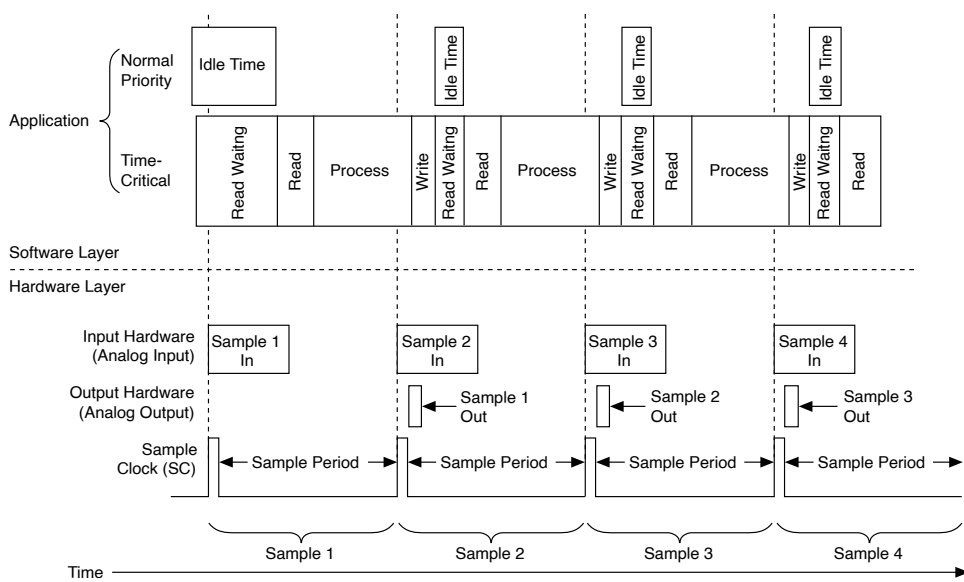 Application
Normal
Priority
Idle Time
Idle Time
Idle Time
Idle Time
Time-
Critical
Read Waitng
Read
Process
Write
Read Waitng
Read
Process
Write
Read Waitng
Read
Process
Write
Read Waitng
Read
Software Layer
Hardware Layer
Input Hardware
(Analog Input)
Sample 1
In
Sample 2
In
Sample 3
In
Sample 4
In
Output Hardware
(Analog Output)
Sample 1
Out
Sample 2
Out
Sample 3
Out
Sample
Clock (SC)
Sample Period
Sample Period
Sample Period
Sample Period
Sample 1
Sample 2
Sample 3
Sample 4
Time